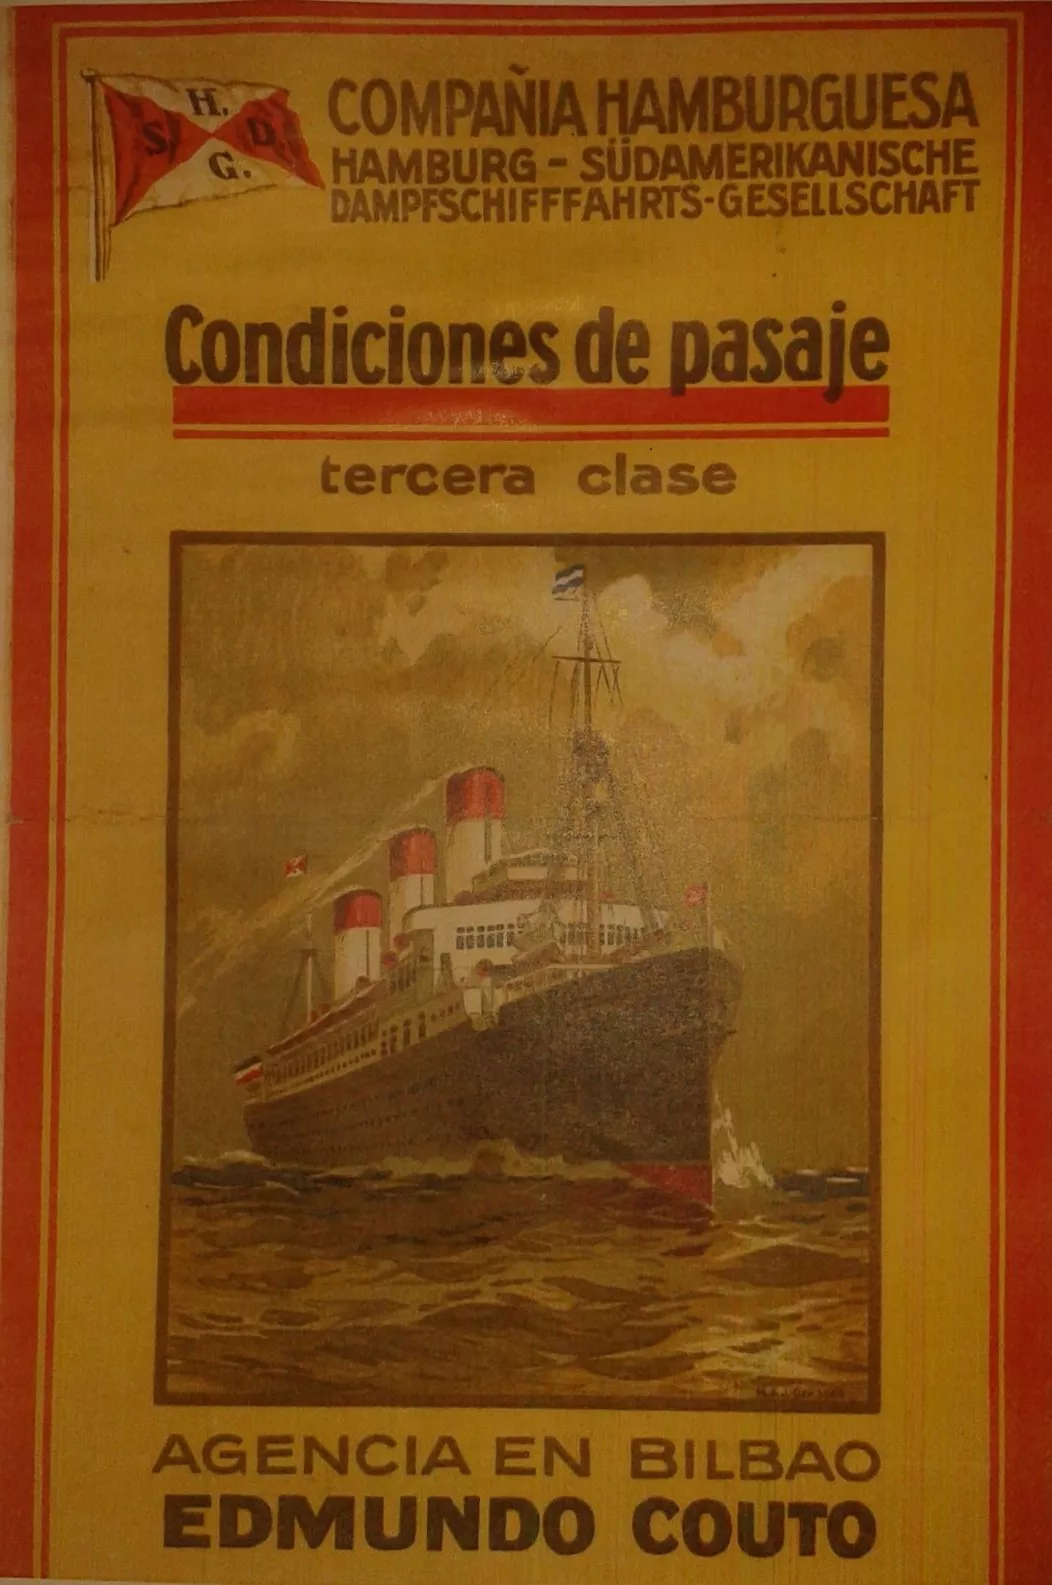 H.
S. D.
G.
COMPAÑIA HAMBURGUESA
HAMBURG - SÜDAMERIKANISCHE
DAMPFSCHIFFFAHRTS-GESELLSCHAFT
Condiciones de pasaje
tercera clase
AGENCIA EN BILBAO
EDMUNDO COUTO